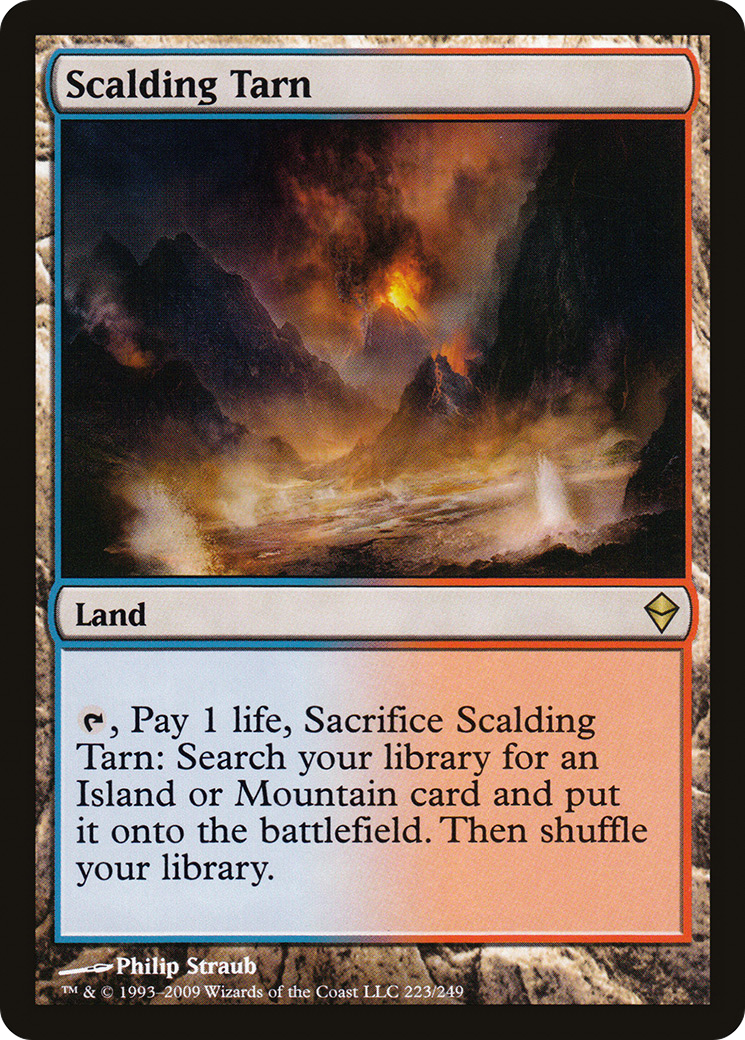 Scalding Tarn
Land
, Pay 1 life, Sacrifice Scalding
Tarn: Search your library for an
Island or Mountain card and put
it onto the battlefield. Then shuffle
your library.
Philip Straub
™ & © 1993–2009 Wizards of the Coast LLC 223/249